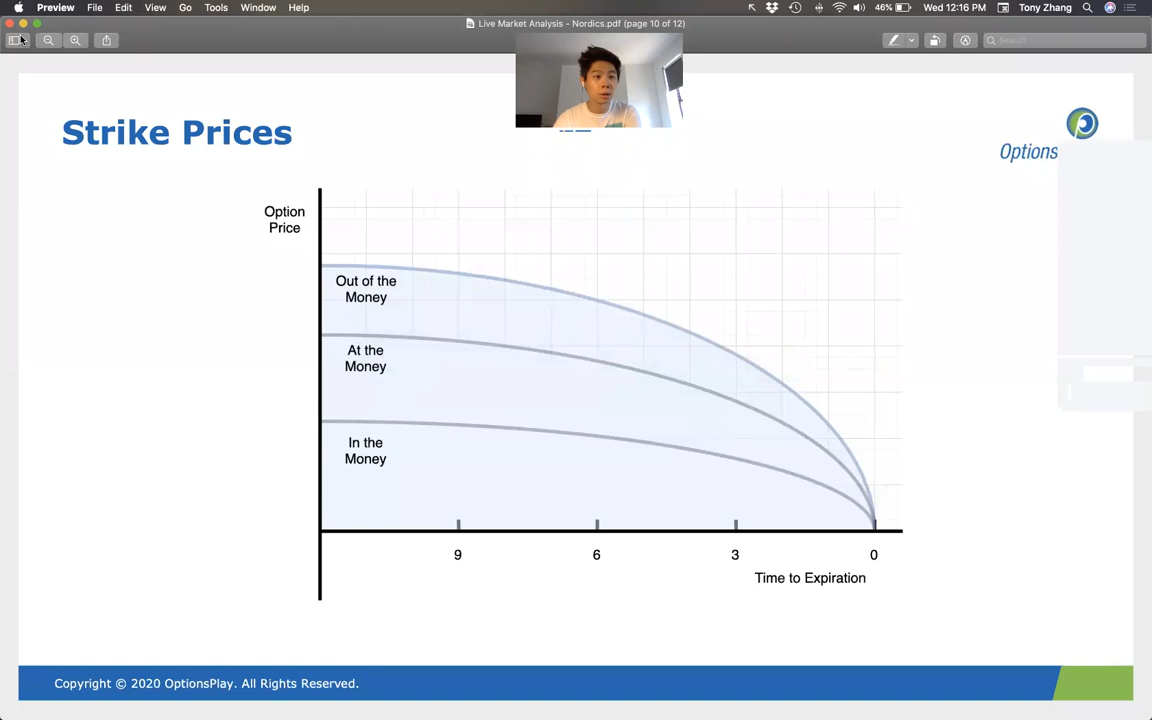 Preview File Edit View Go Tools Window Help
46% Wed 12:16 PM Tony Zhang
Live Market Analysis - Nordics.pdf (page 10 of 12)
Search
Strike Prices
Options
Option
Price
Out of the
Money
At the
Money
In the
Money
9 6 3 0
Time to Expiration
Copyright © 2020 OptionsPlay. All Rights Reserved.